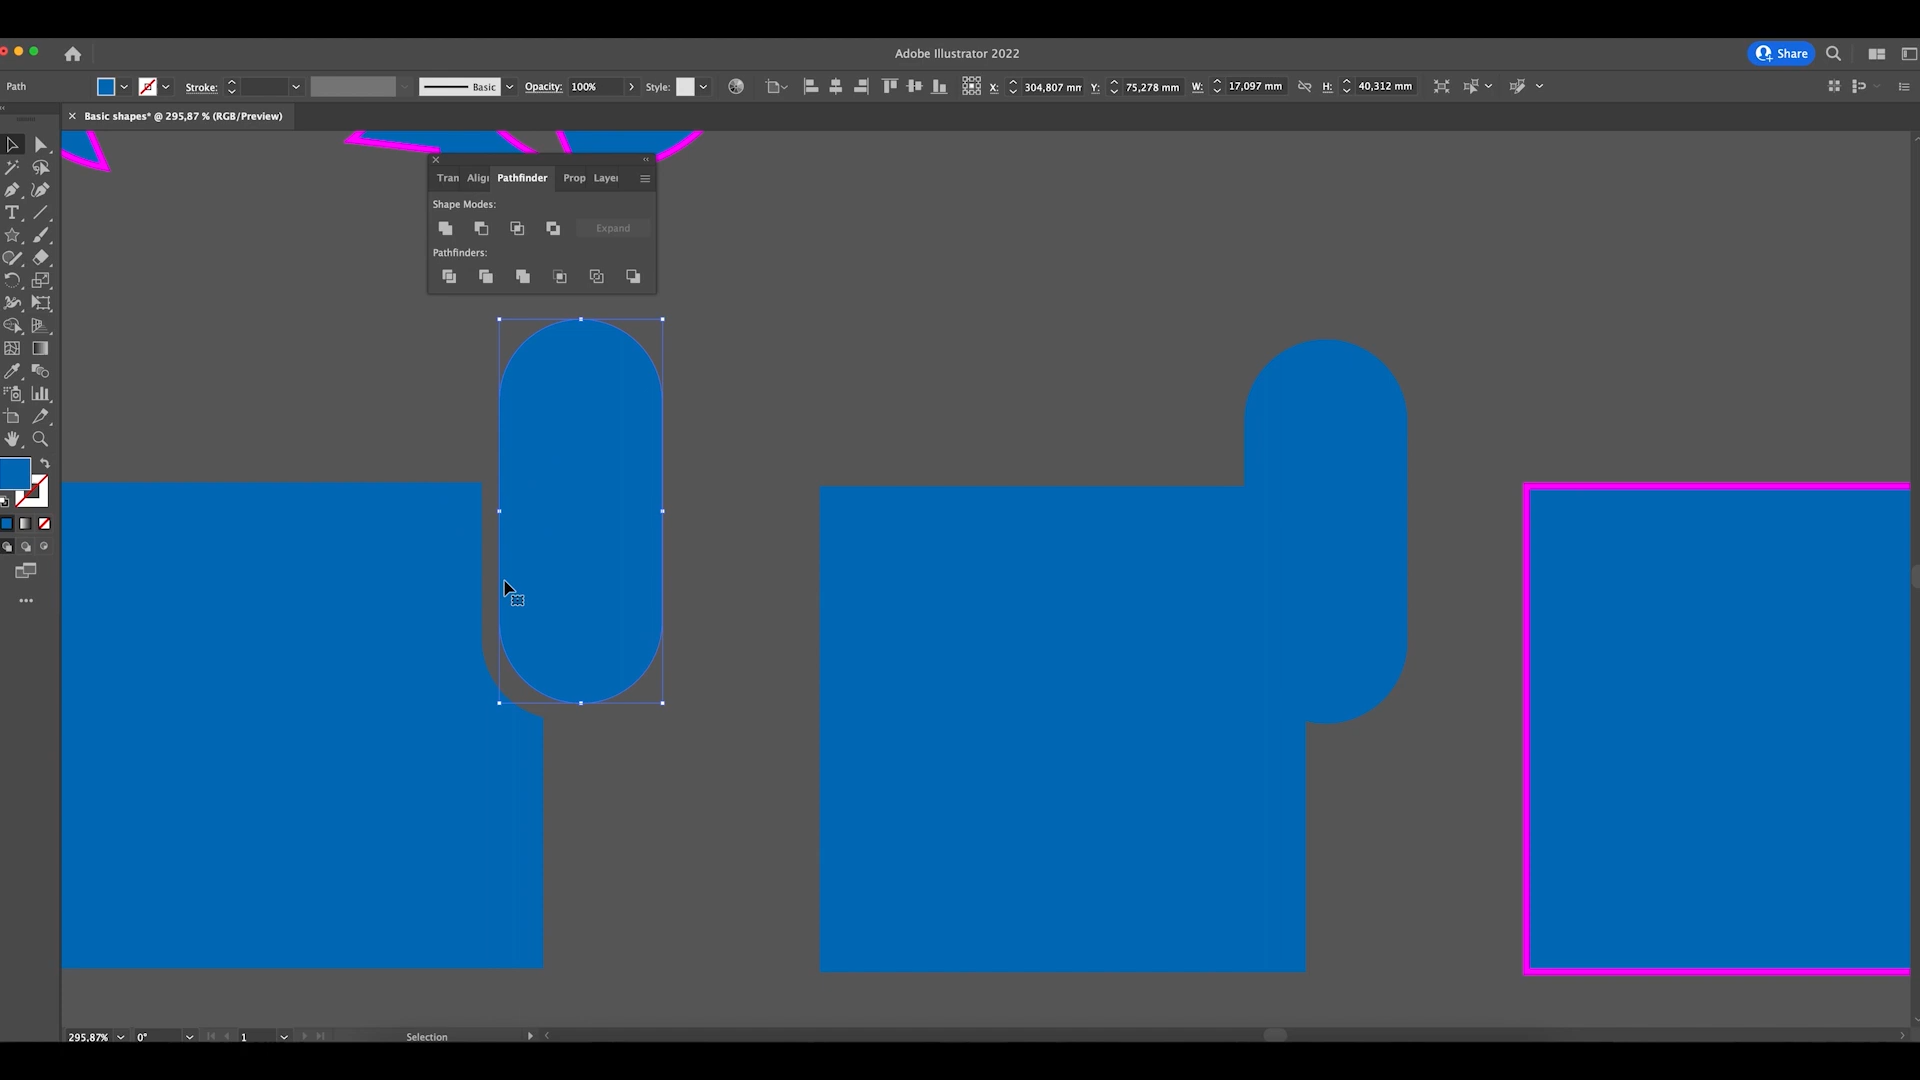 Adobe Illustrator 2022
Share
Path
Stroke:
Basic
Opacity:
100%
Style:
X:
304,807 mm
Y:
75,278 mm
W:
17,097 mm
H:
40,312 mm
Basic shapes* @ 295,87 % (RGB/Preview)
Tran
Alig
Pathfinder
Prop
Layer
Shape Modes:
Expand
Pathfinders:
295,87%
0°
1
Selection